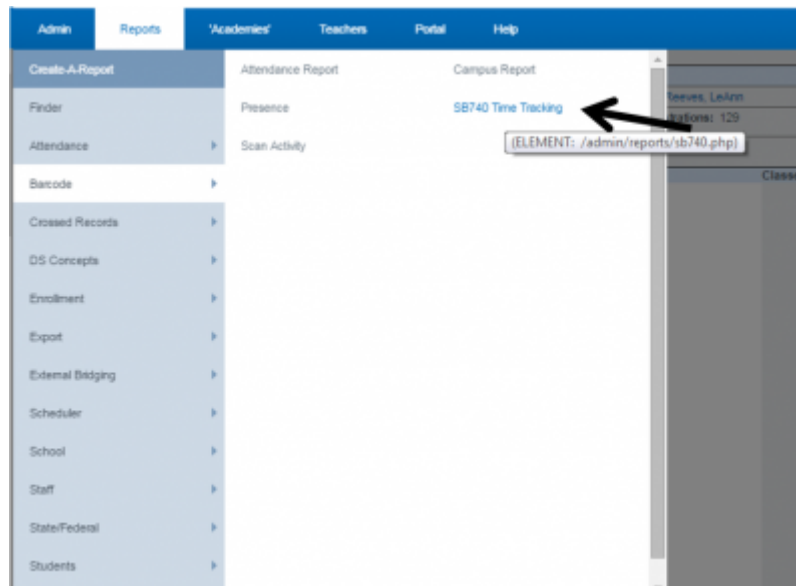 Admin Reports 'Academies' Teachers Portal Help
Create-A-Report Attendance Report Campus Report
Finder Presence SB740 Time Tracking Reeves, LeAnn
trations: 129
Attendance Scan Activity (ELEMENT: /admin/reports/sb740.php)
Barcode
Crossed Records
DS Concepts
Enrollment
Export
External Bridging
Scheduler
School
Staff
State/Federal
Students